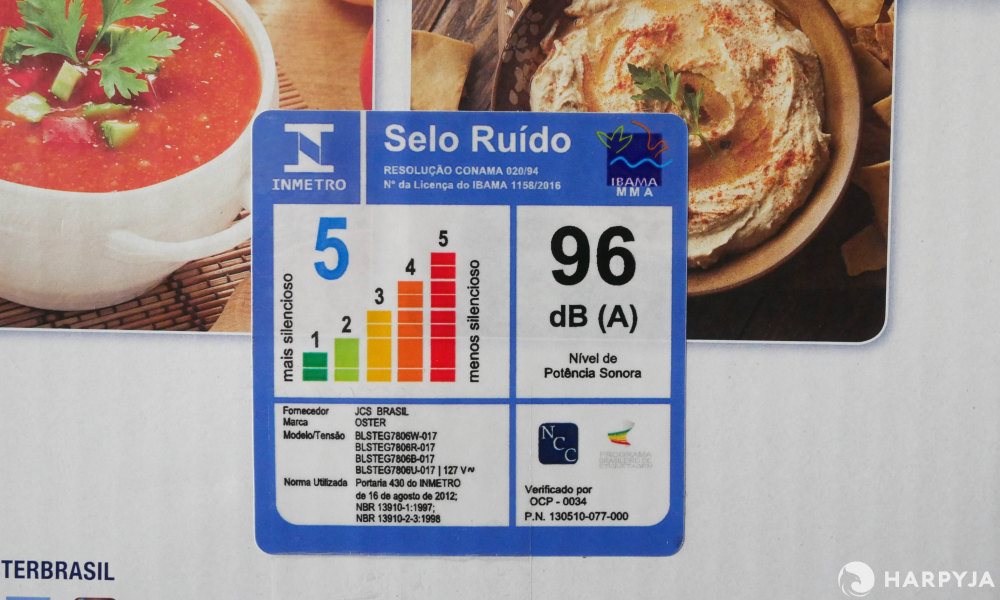 INMETRO
Selo Ruído
RESOLUÇÃO CONAMA 020/94
Nº da Licença do IBAMA 1158/2016
IBAMA
MMA
mais silencioso
5
1
2
3
4
5
menos silencioso
96
dB (A)
Nível de
Potência Sonora
Fornecedor JCS BRASIL
Marca OSTER
Modelo/Tensão BLSTEG7806W-017
BLSTEG7806R-017
BLSTEG7806B-017
BLSTEG7806U-017 | 127 V~
Norma Utilizada Portaria 430 do INMETRO
de 16 de agosto de 2012;
NBR 13910-1:1997;
NBR 13910-2-3:1998
NCC
PROGRAMA
BRASILEIRO DE
ETIQUETAGEM
Verificado por
OCP - 0034
P.N. 130510-077-000
TERBRASIL
HARPYJA